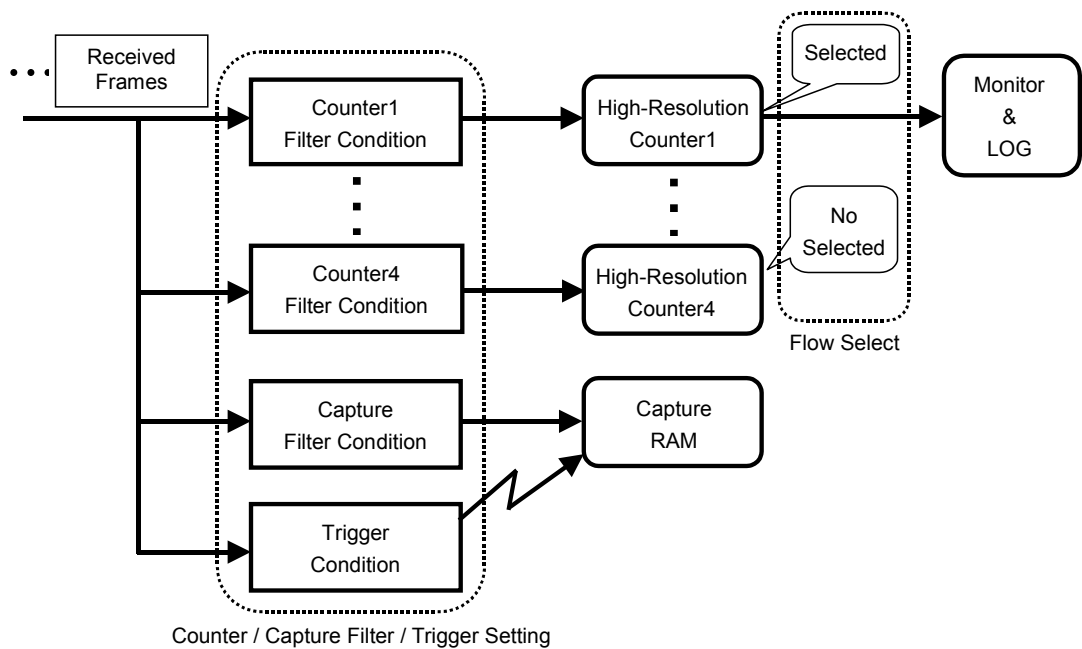 Received
Frames
Counter1
Filter Condition
High-Resolution
Counter1
Selected
Monitor
&
LOG
Counter4
Filter Condition
High-Resolution
Counter4
No
Selected
Flow Select
Capture
Filter Condition
Capture
RAM
Trigger
Condition
Counter / Capture Filter / Trigger Setting